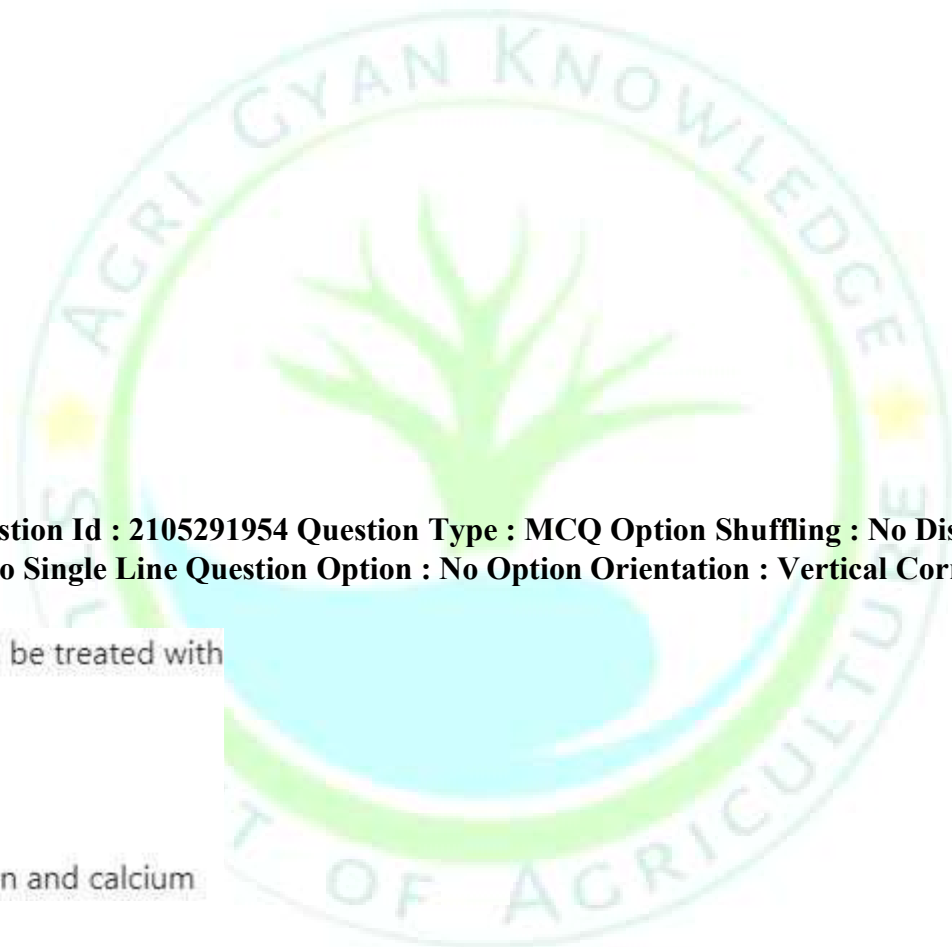 AGRI GYAN KNOWLEDGE
stion Id : 2105291954 Question Type : MCQ Option Shuffling : No Dis
o Single Line Question Option : No Option Orientation : Vertical Cor
be treated with
n and calcium
OF AGRICULTURE